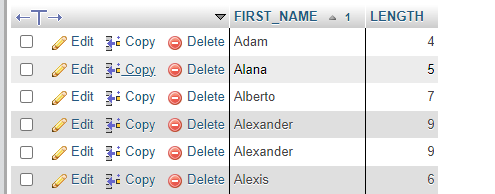 FIRST_NAME 1 LENGTH
Edit Copy Delete Adam 4
Edit Copy Delete Alana 5
Edit Copy Delete Alberto 7
Edit Copy Delete Alexander 9
Edit Copy Delete Alexander 9
Edit Copy Delete Alexis 6